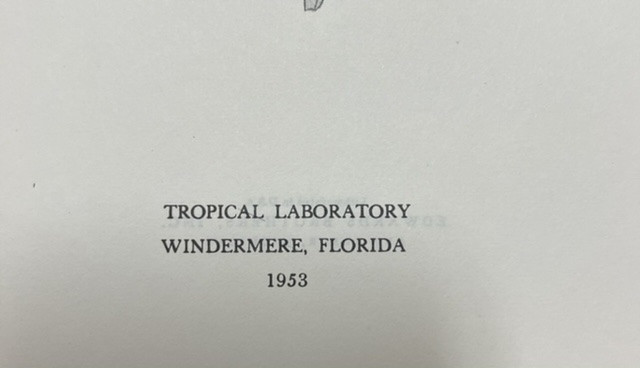 TROPICAL LABORATORY
WINDERMERE, FLORIDA
1953